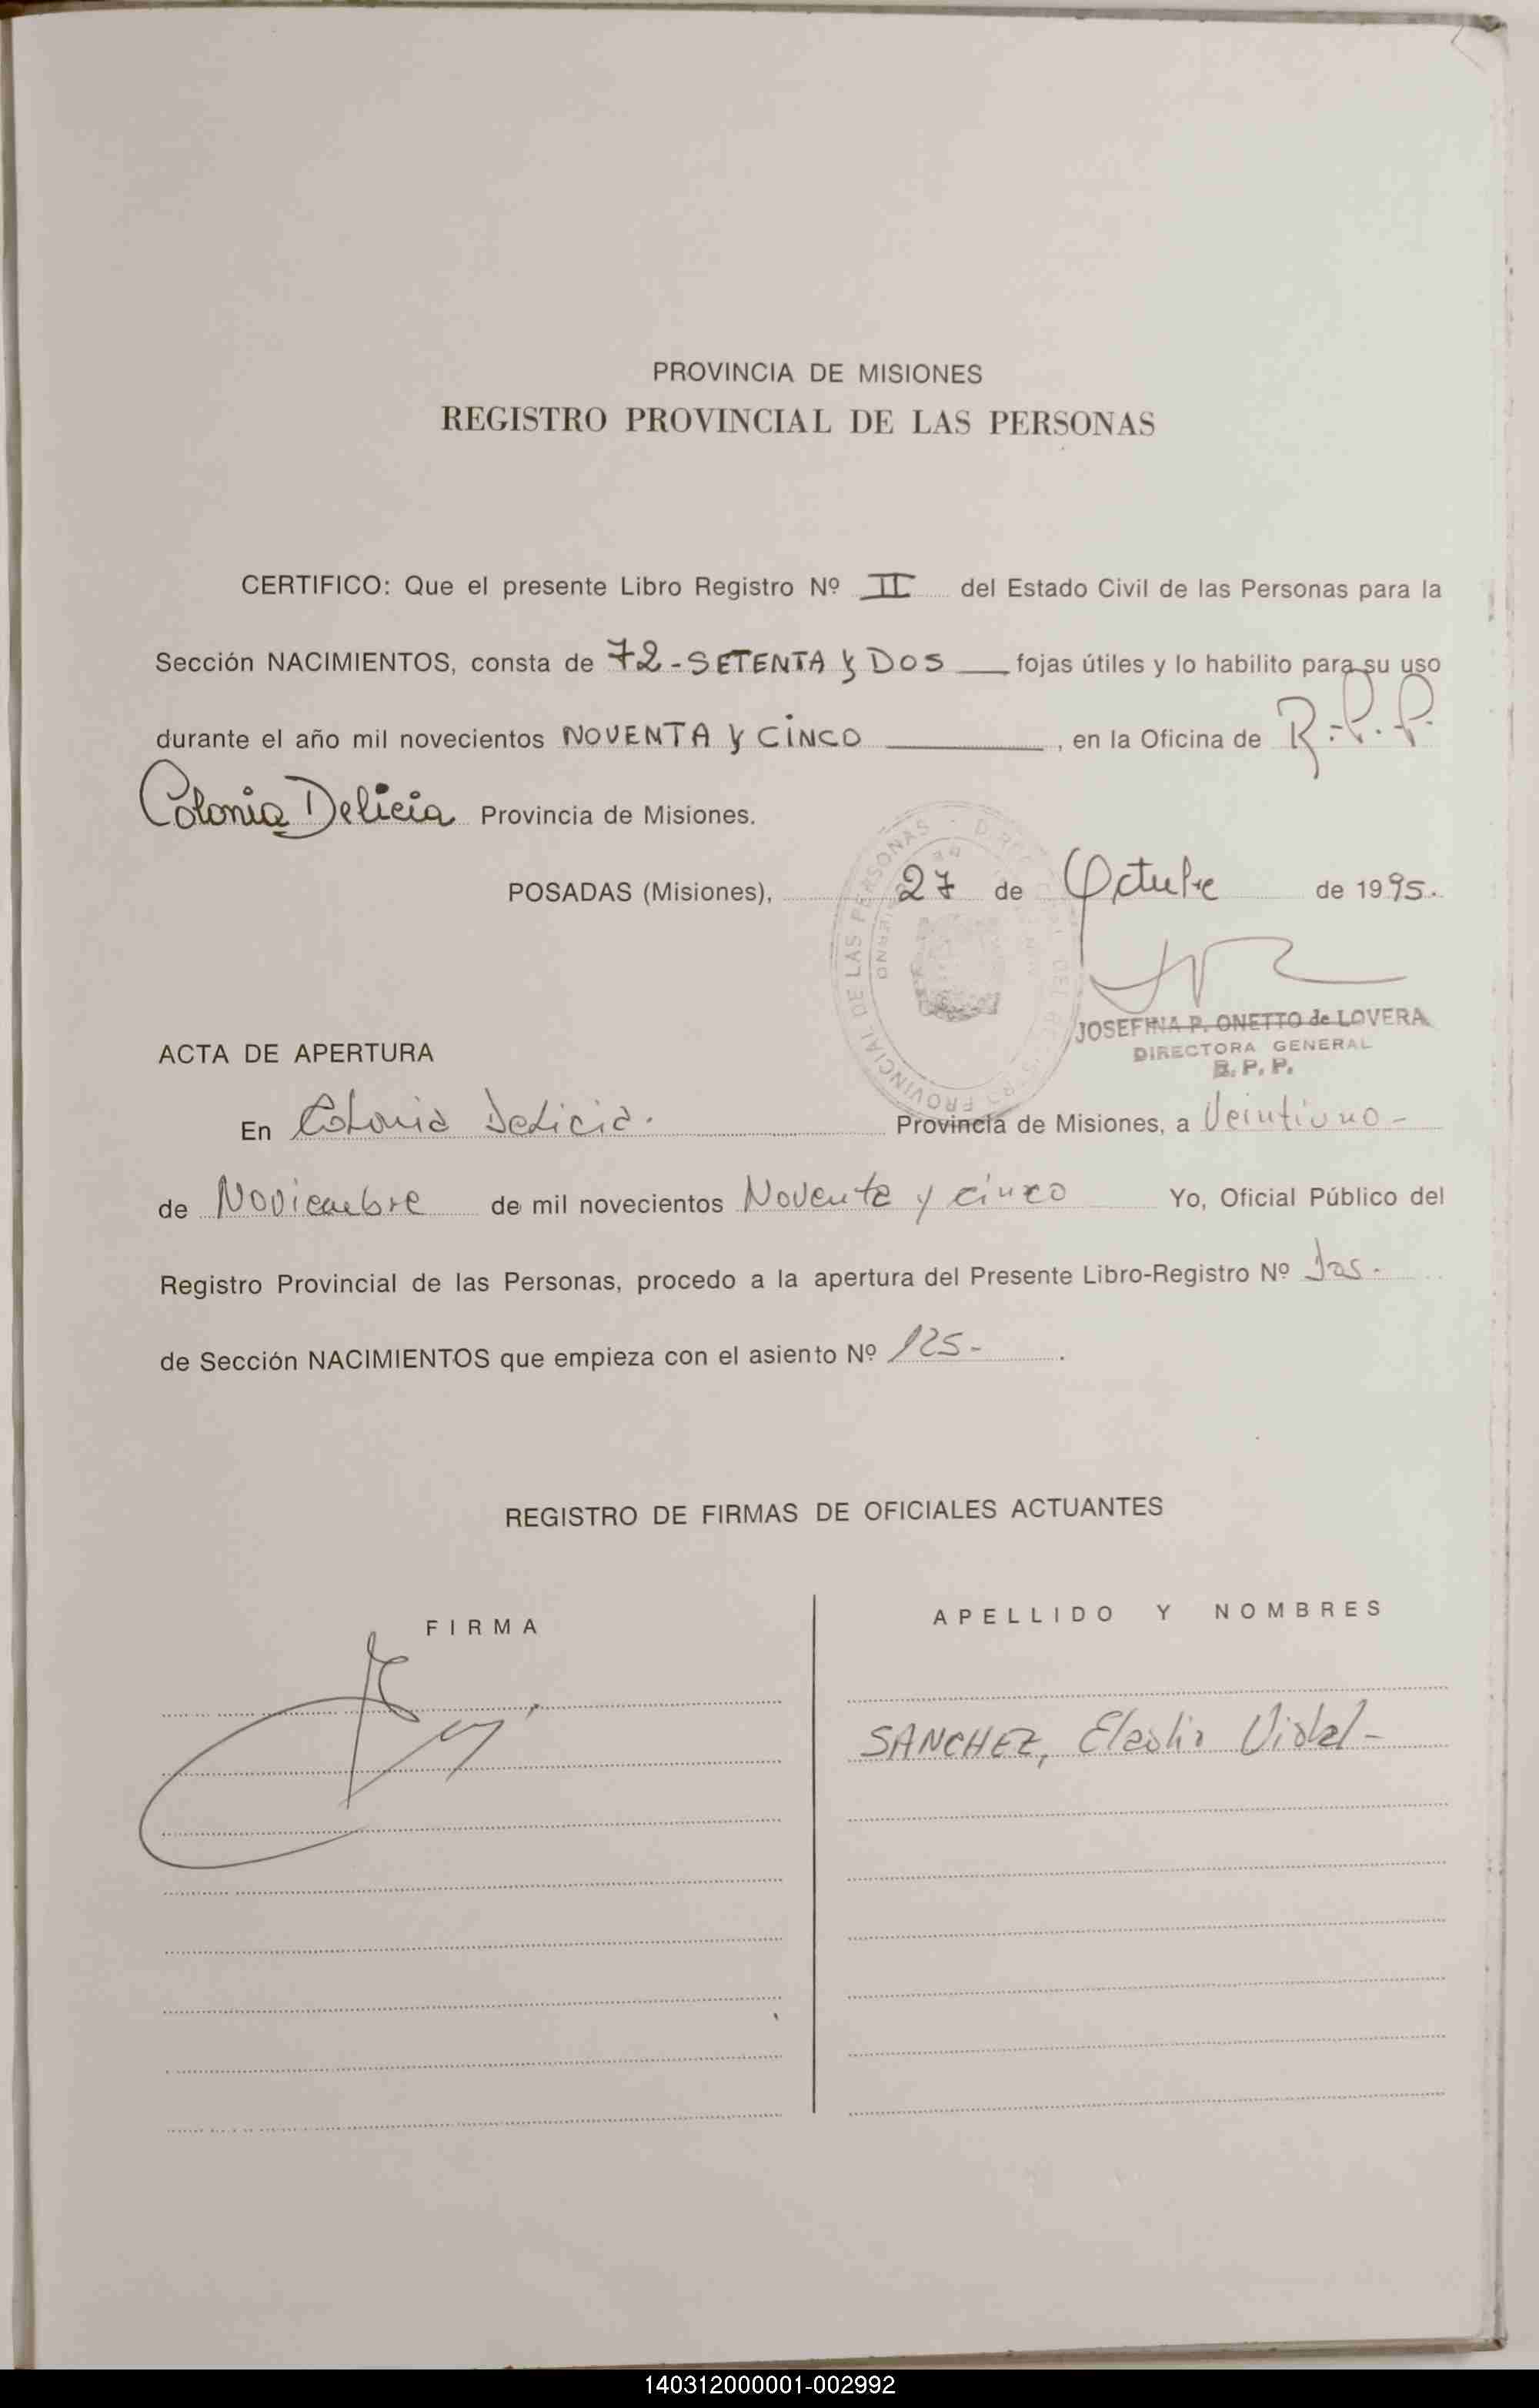 PROVINCIA DE MISIONES
REGISTRO PROVINCIAL DE LAS PERSONAS
CERTIFICO: Que el presente Libro Registro Nº II del Estado Civil de las Personas para la
Sección NACIMIENTOS, consta de 72-SETENTA Y DOS fojas útiles y lo habilito para su uso
durante el año mil novecientos NOVENTA Y CINCO, en la Oficina de R.P.P.
Colonia Delicia Provincia de Misiones.
POSADAS (Misiones), 27 de Octubre de 1995.
JOSEFINA P. ONETTO de LOVERA
DIRECTORA GENERAL
R. P. P.
ACTA DE APERTURA
En Colonia Delicia. Provincia de Misiones, a Veintiuno-
de Noviembre de mil novecientos Noventa y cinco Yo, Oficial Público del
Registro Provincial de las Personas, procedo a la apertura del Presente Libro-Registro Nº Dos.-
de Sección NACIMIENTOS que empieza con el asiento Nº 125-.
REGISTRO DE FIRMAS DE OFICIALES ACTUANTES
FIRMA
APELLIDO Y NOMBRES
SANCHEZ, Vidal-
140312000001-002992